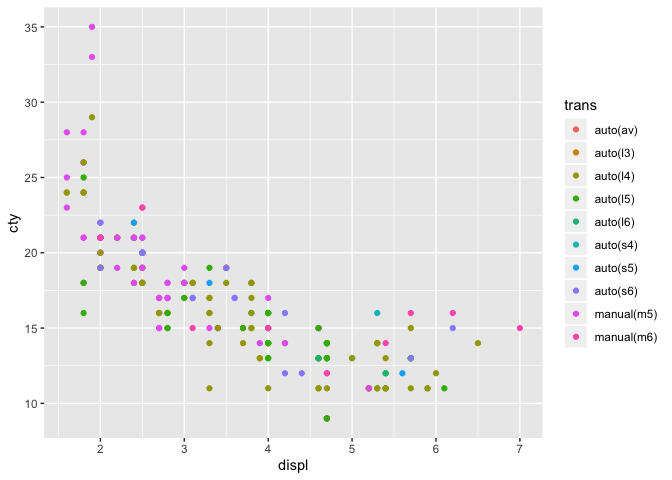 35
30
25
20
15
10
cty
2 3 4 5 6 7
displ
trans
auto(av)
auto(l3)
auto(l4)
auto(l5)
auto(l6)
auto(s4)
auto(s5)
auto(s6)
manual(m5)
manual(m6)